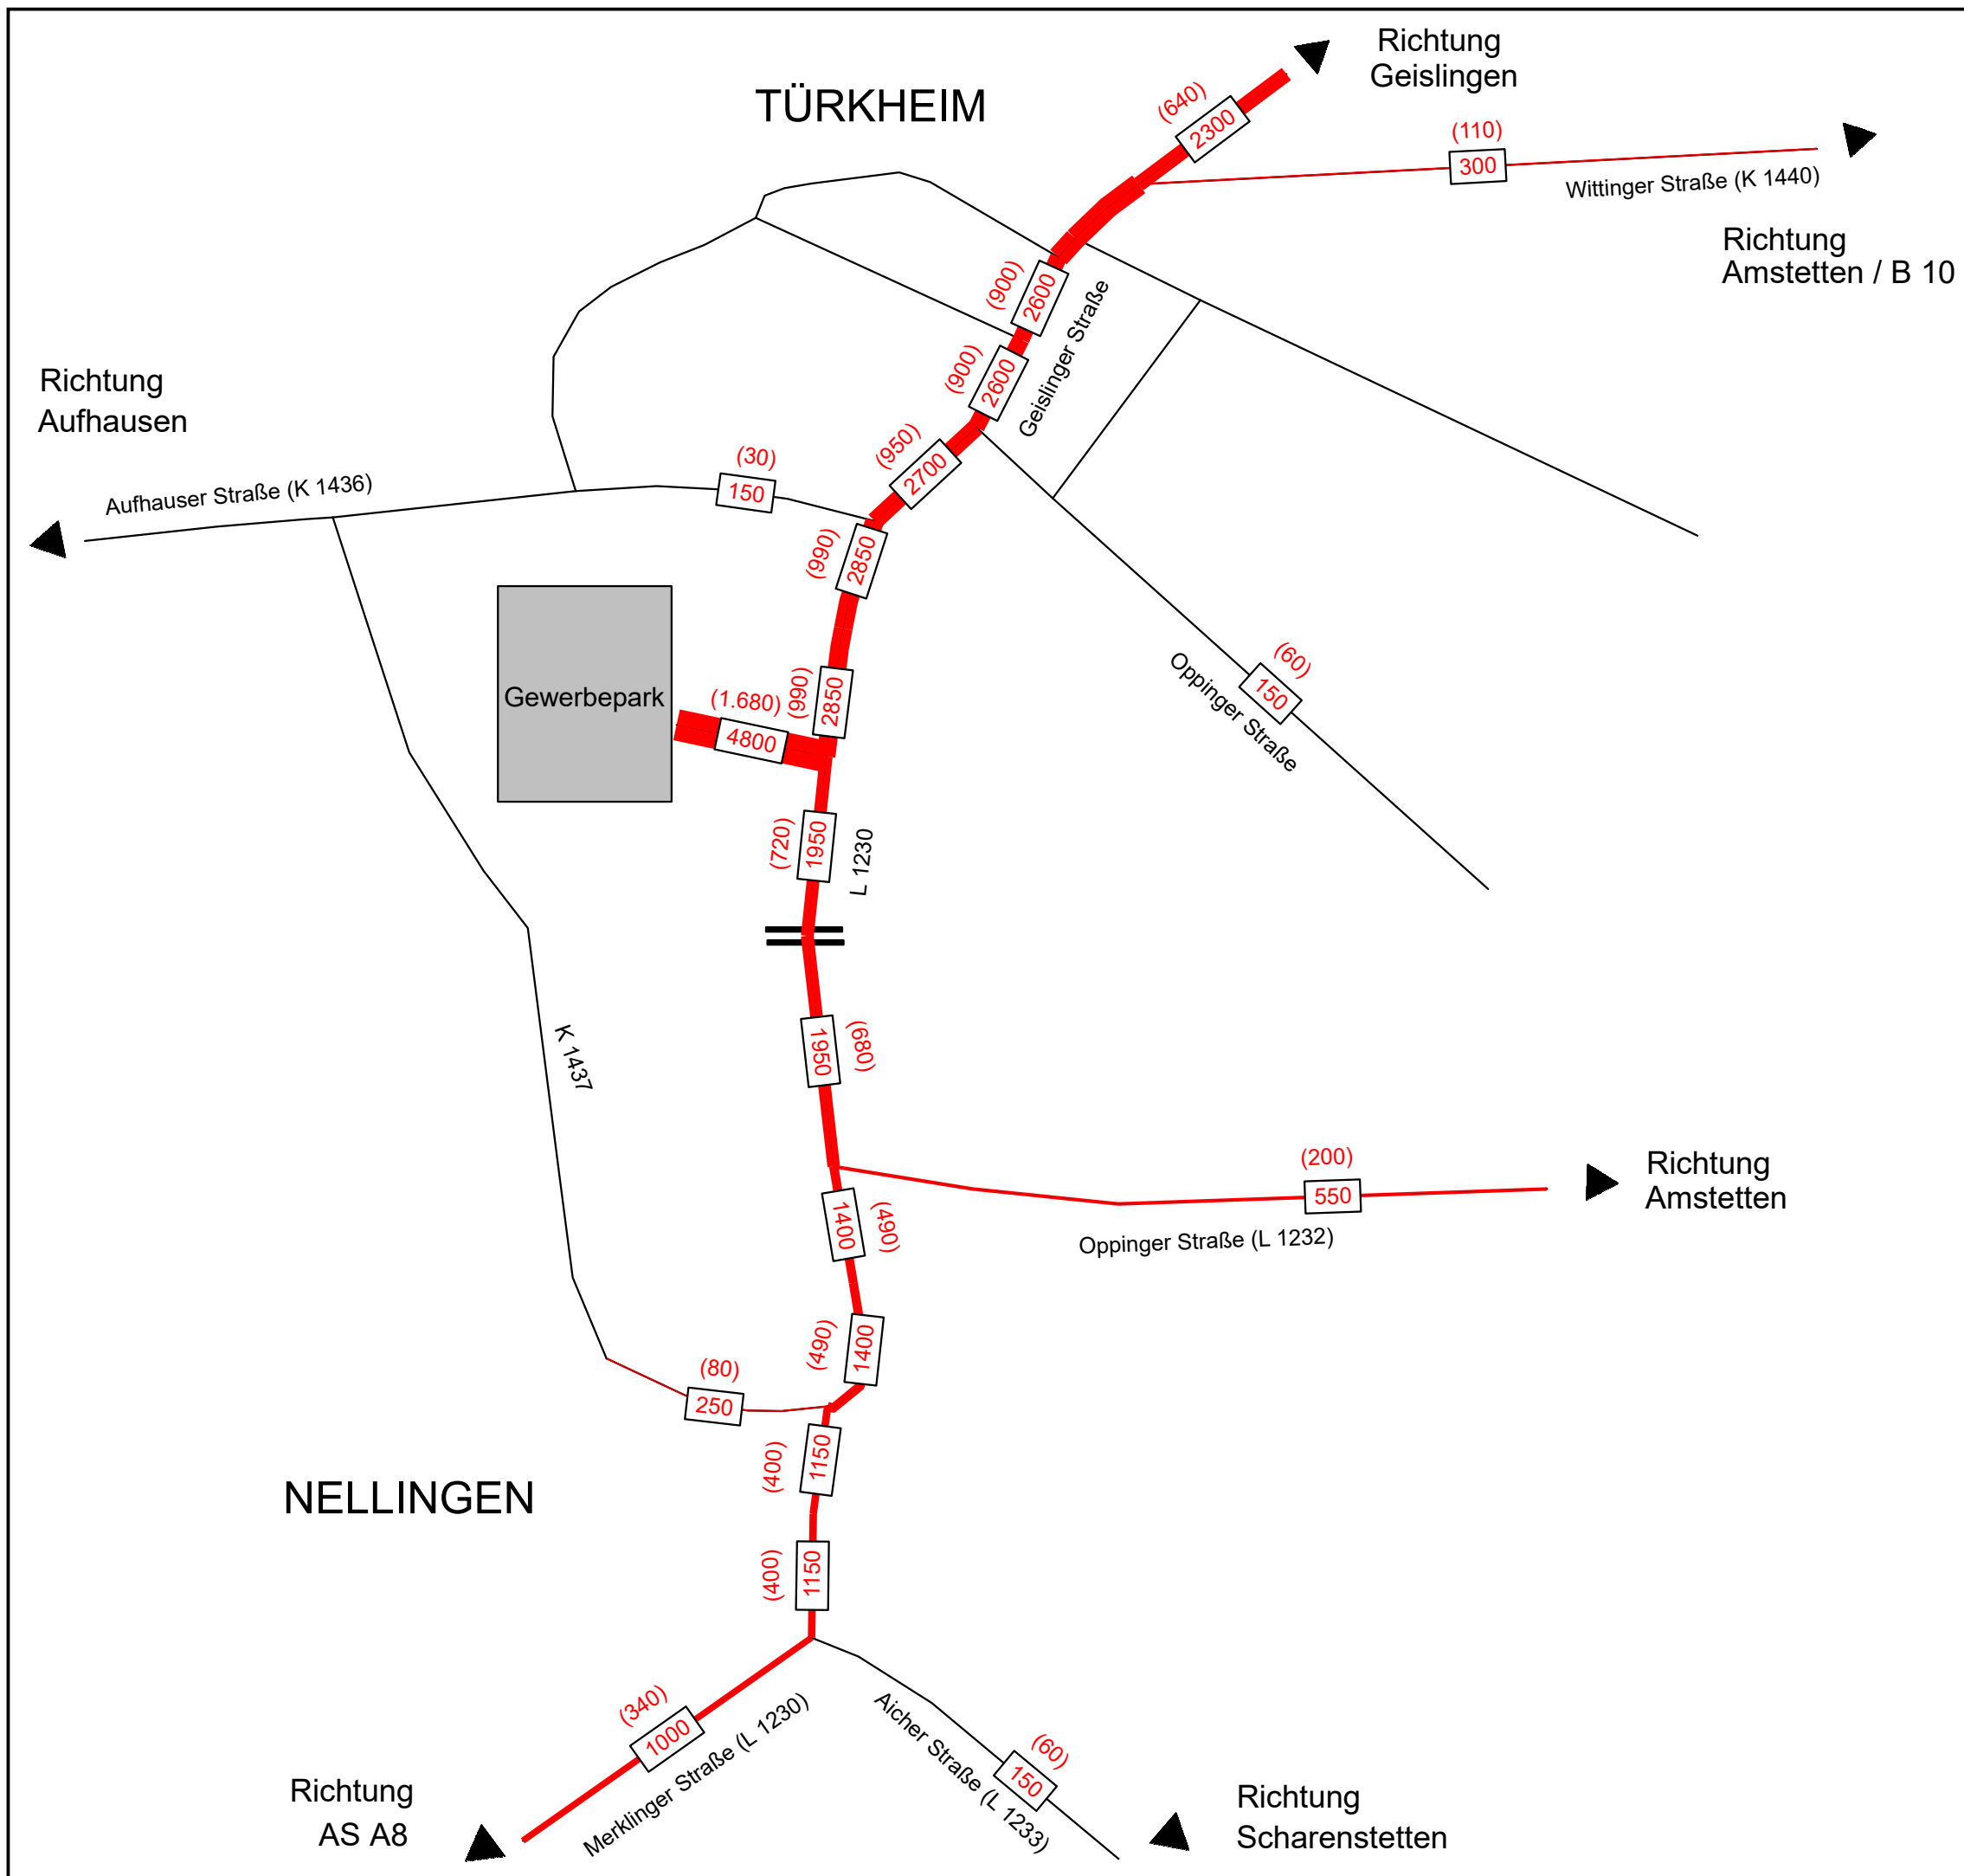 Richtung
Geislingen
TÜRKHEIM
(640)
2300
(110)
300
Wittinger Straße (K 1440)
Richtung
Amstetten / B 10
(900)
2600
Geislinger Straße
(900)
2600
Richtung
Aufhausen
(950)
2700
(30)
150
Aufhauser Straße (K 1436)
(990)
2850
Gewerbepark
(1.680)
4800
(990)
2850
(60)
150
Oppinger Straße
(720)
1950
L 1230
K 1437
1950
(680)
(200)
550
Richtung
Amstetten
Oppinger Straße (L 1232)
1400
(490)
(490)
1400
(80)
250
(400)
1150
NELLINGEN
(400)
1150
(340)
1000
Merklinger Straße (L 1230)
Aicher Straße (L 1233)
(60)
150
Richtung
AS A8
Richtung
Scharenstetten